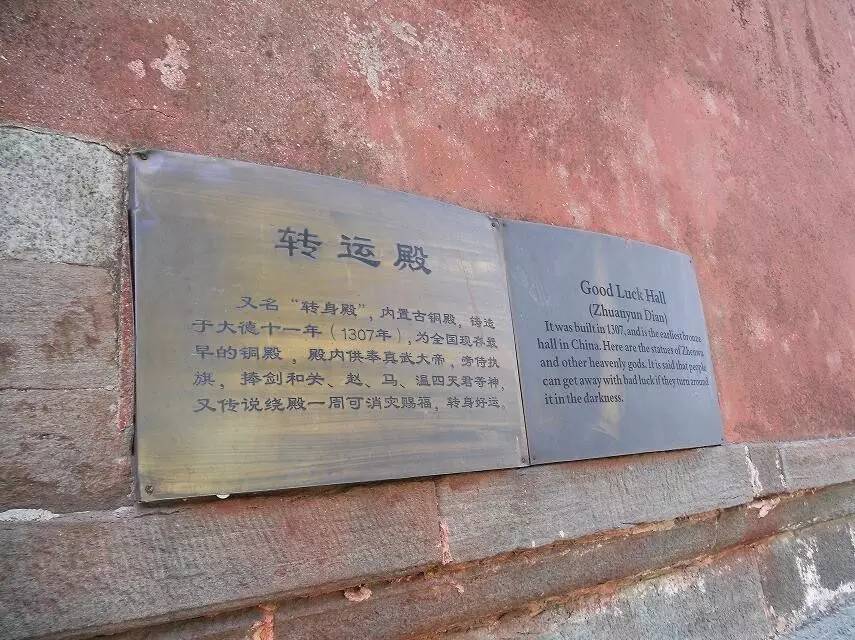 转运殿
又名“转身殿”，内置古铜殿，铸造
于大德十一年（1307年），为全国现存最
早的铜殿。殿内供奉真武大帝，旁侍执
旗，捧剑和关、赵、马、温四天君等神，
又传说绕殿一周可消灾赐福，转身好运。
Good Luck Hall
(Zhuanyun Dian)
It was built in 1307, and is the earliest bronze
hall in China. Here are the statues of Zhenwu
and other heavenly gods. It is said that people
can get away with bad luck if they turn around
it in the darkness.